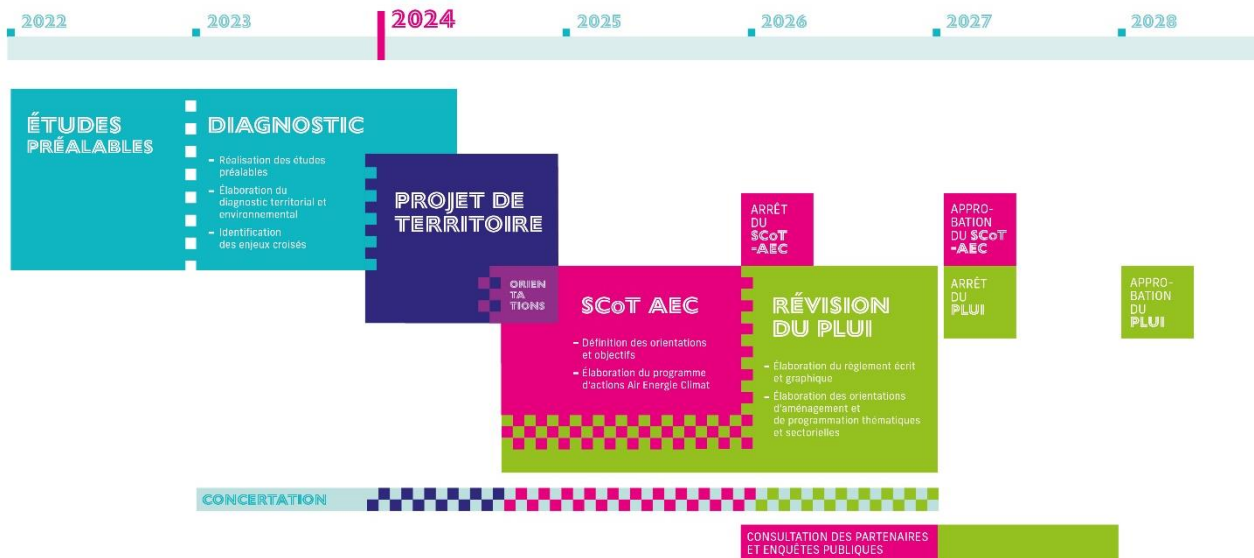 2022
2023
2024
2025
2026
2027
2028
ÉTUDES
PRÉALABLES
DIAGNOSTIC
– Réalisation des études
préalables
– Élaboration du
diagnostic territorial et
environnemental
– Identification
des enjeux croisés
PROJET DE
TERRITOIRE
ORIEN
TA
TIONS
SCoT AEC
– Définition des orientations
et objectifs
– Élaboration du programme
d'actions Air Energie Climat
ARRÊT
DU
SCoT
-AEC
RÉVISION
DU PLUI
– Élaboration du règlement écrit
et graphique
– Élaboration des orientations
d'aménagement et
de programmation thématiques
et sectorielles
APPRO-
BATION
DU SCoT
-AEC
ARRÊT
DU
PLUI
APPRO-
BATION
DU
PLUI
CONCERTATION
CONSULTATION DES PARTENAIRES
ET ENQUÊTES PUBLIQUES